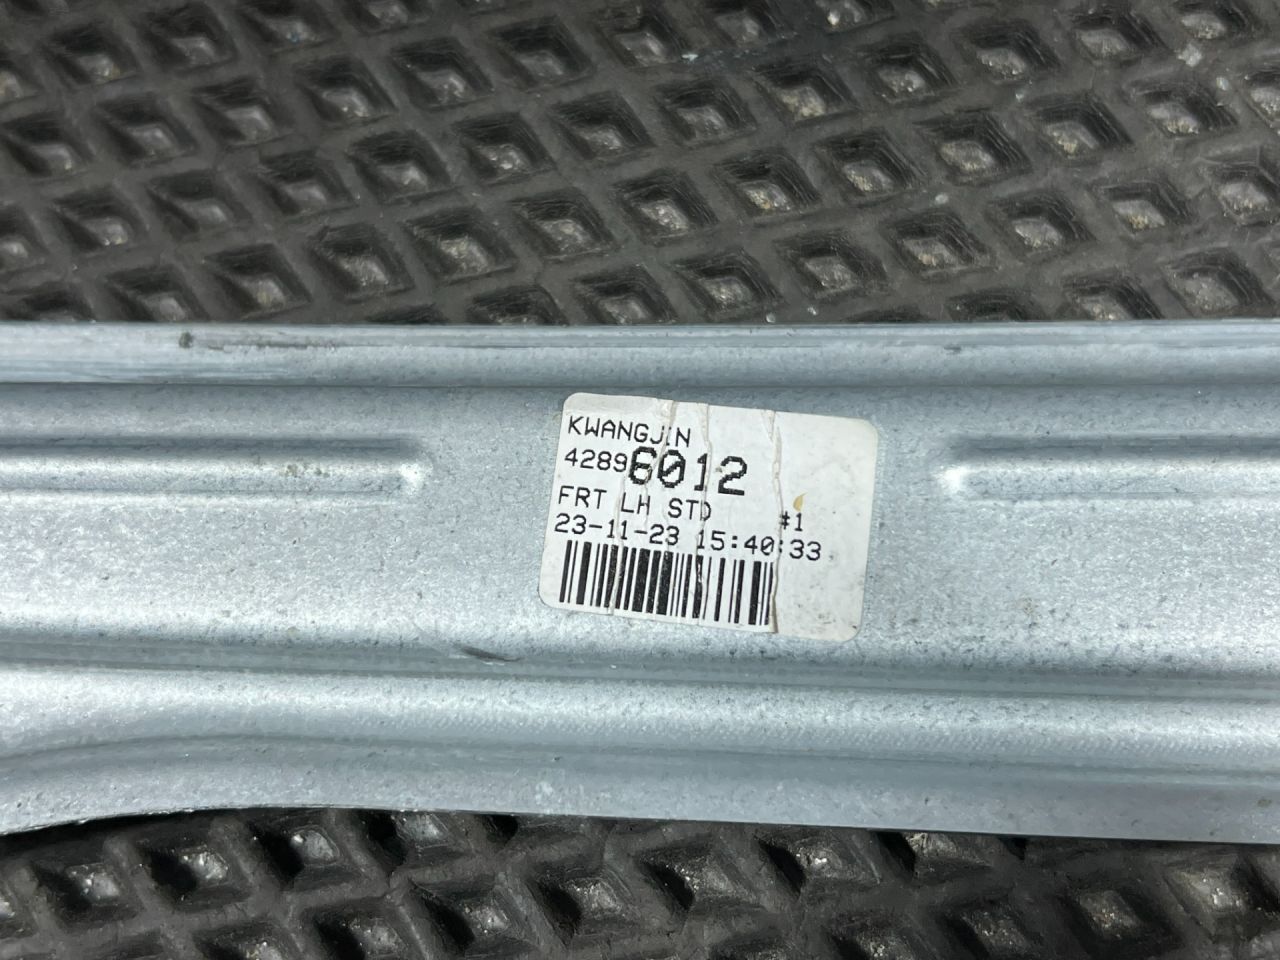 KWANGJIN
42896012
FRT LH STD #1
23-11-23 15:40:33